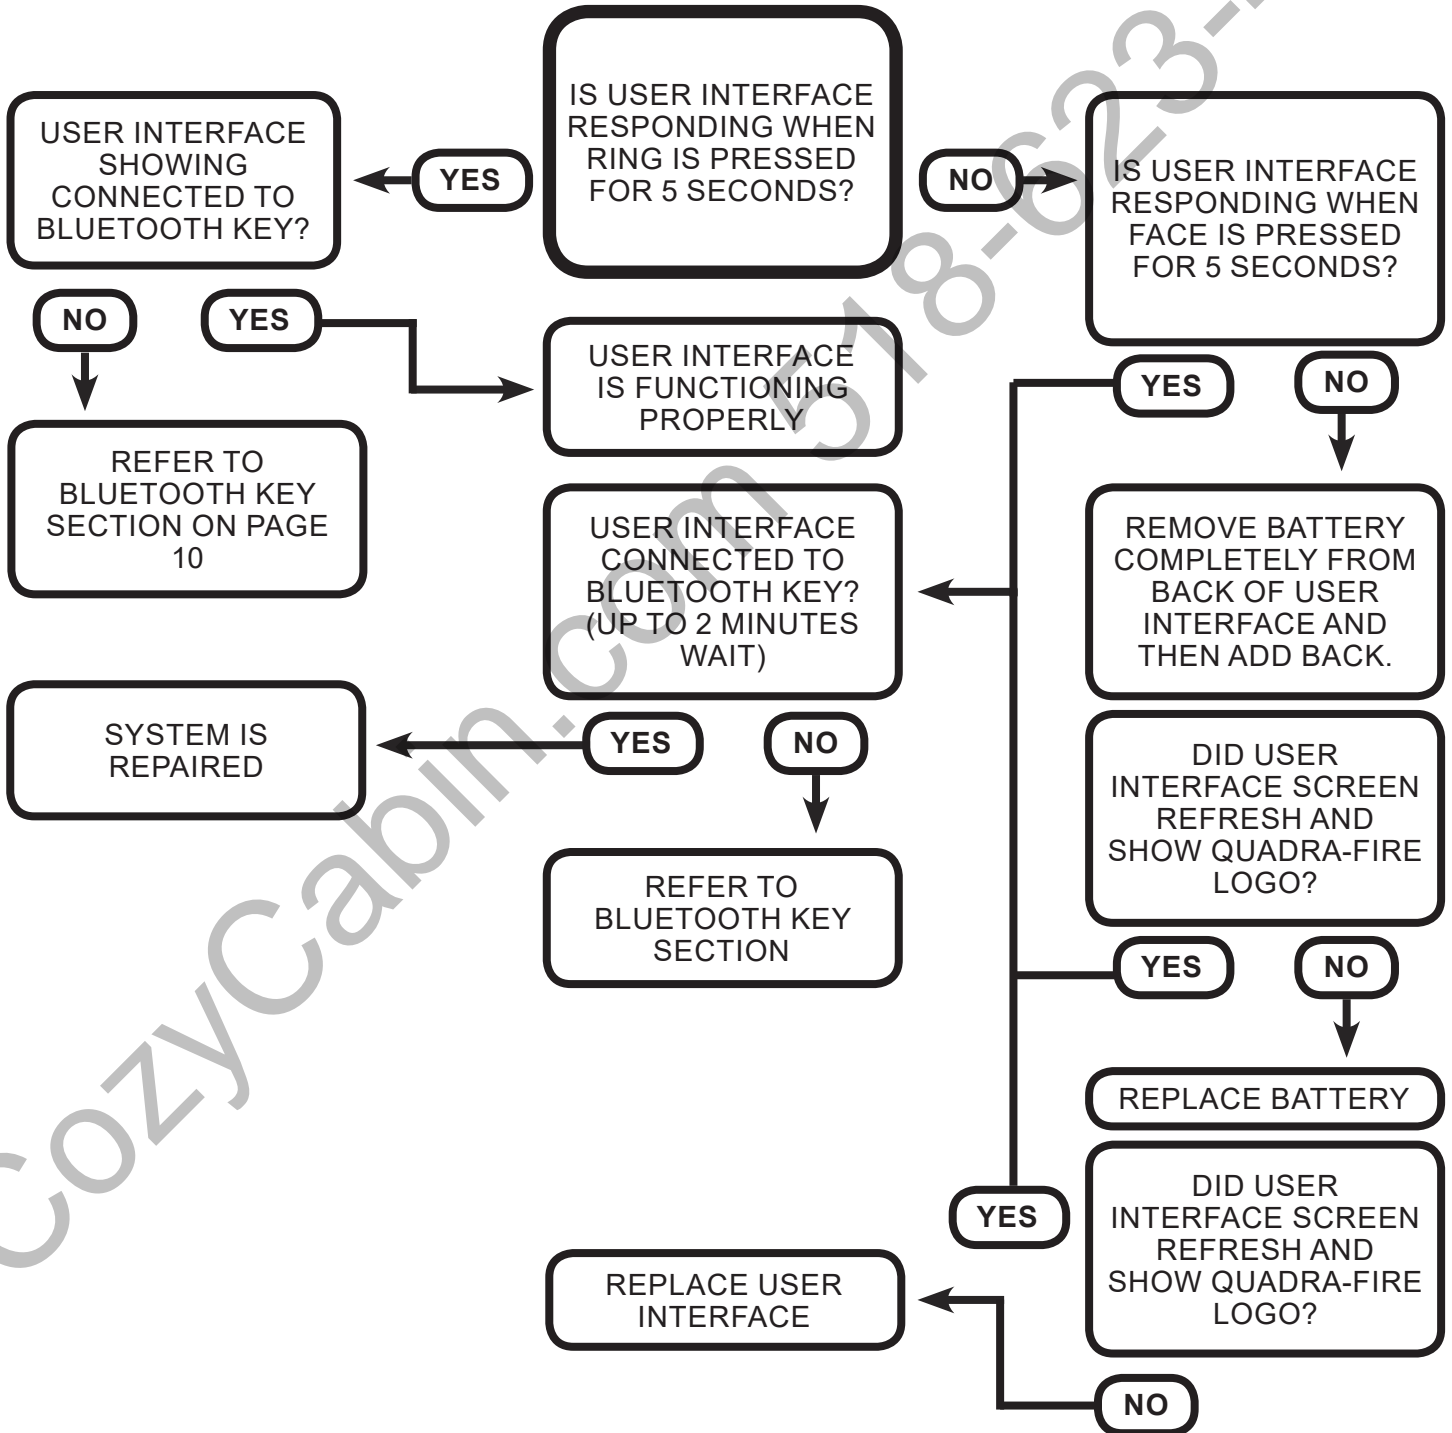 IS USER INTERFACE
RESPONDING WHEN
RING IS PRESSED
FOR 5 SECONDS?
YES
NO
USER INTERFACE
SHOWING
CONNECTED TO
BLUETOOTH KEY?
NO
YES
REFER TO
BLUETOOTH KEY
SECTION ON PAGE
10
USER INTERFACE
IS FUNCTIONING
PROPERLY
IS USER INTERFACE
RESPONDING WHEN
FACE IS PRESSED
FOR 5 SECONDS?
YES
NO
USER INTERFACE
CONNECTED TO
BLUETOOTH KEY?
(UP TO 2 MINUTES
WAIT)
YES
NO
SYSTEM IS
REPAIRED
REFER TO
BLUETOOTH KEY
SECTION
REMOVE BATTERY
COMPLETELY FROM
BACK OF USER
INTERFACE AND
THEN ADD BACK.
DID USER
INTERFACE SCREEN
REFRESH AND
SHOW QUADRA-FIRE
LOGO?
YES
NO
REPLACE BATTERY
DID USER
INTERFACE SCREEN
REFRESH AND
SHOW QUADRA-FIRE
LOGO?
YES
NO
REPLACE USER
INTERFACE
CozyCabin.com 518-623-